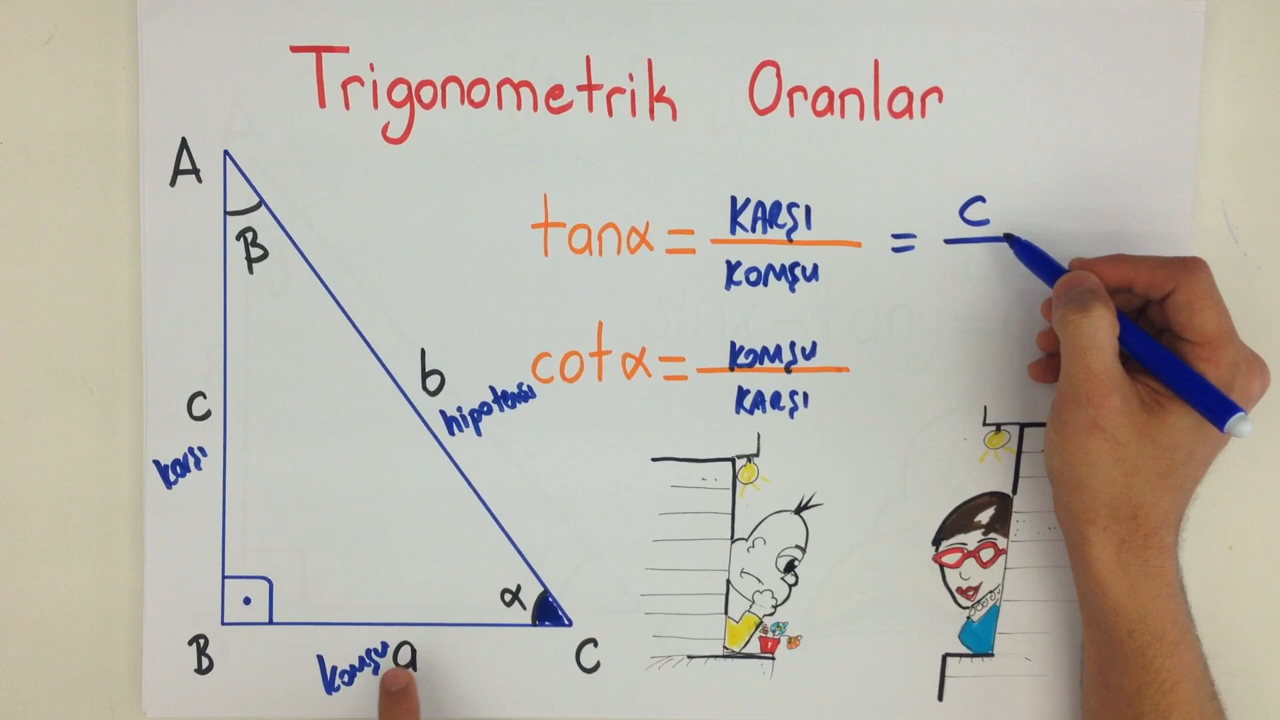 Trigonometrik Oranlar
A
β
c
karşı
b
hipotenüs
α
B
komşu a
C
tanα = KARŞI / KOMŞU = c
cotα = KOMŞU / KARŞI